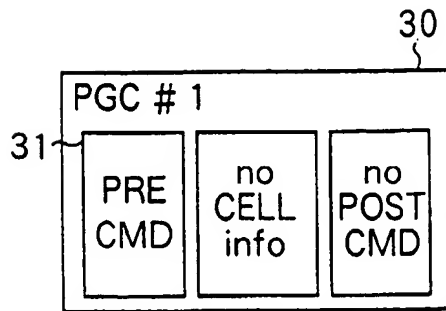 30
PGC # 1
31
PRE
CMD
no
CELL
info
no
POST
CMD